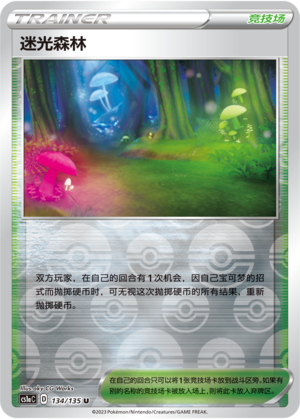 TRAINER
竞技场
迷光森林
双方玩家，在自己的回合有1次机会，因自己宝可梦的招
式而抛掷硬币时，可无视这次抛掷硬币的所有结果，重新
抛掷硬币。
Illus. aky CG Works
在自己的回合只可以将1张竞技场卡放到战斗区旁。如果有
别的名称的竞技场卡被放入场上，则将此卡放入弃牌区。
D 134/135 U
©2023 Pokémon/Nintendo/Creatures/GAME FREAK.